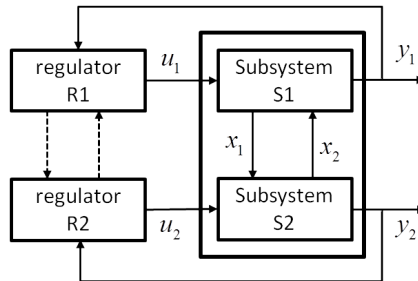 regulator
R1
u₁
Subsystem
S1
y₁
x₁
x₂
regulator
R2
u₂
Subsystem
S2
y₂